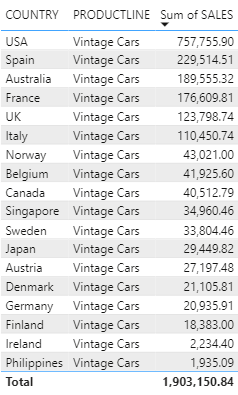 COUNTRY PRODUCTLINE Sum of SALES
USA Vintage Cars 757,755.90
Spain Vintage Cars 229,514.51
Australia Vintage Cars 189,555.32
France Vintage Cars 176,609.81
UK Vintage Cars 123,798.74
Italy Vintage Cars 110,450.74
Norway Vintage Cars 43,021.00
Belgium Vintage Cars 41,925.60
Canada Vintage Cars 40,512.79
Singapore Vintage Cars 34,960.46
Sweden Vintage Cars 33,804.46
Japan Vintage Cars 29,449.82
Austria Vintage Cars 27,197.48
Denmark Vintage Cars 21,105.81
Germany Vintage Cars 20,935.91
Finland Vintage Cars 18,383.00
Ireland Vintage Cars 2,234.40
Philippines Vintage Cars 1,935.09
Total 1,903,150.84